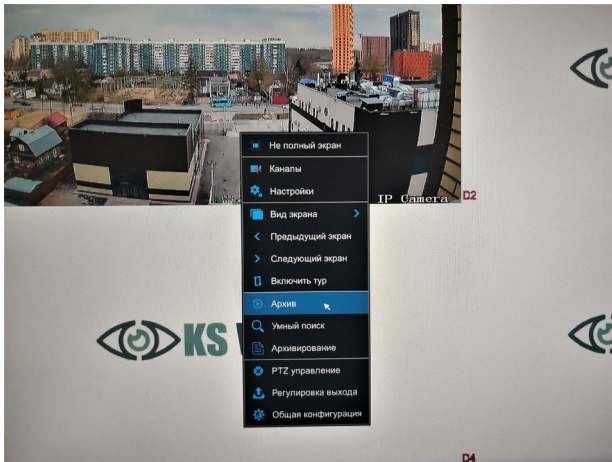 Не полный экран
Каналы
IP Camera
D2
Настройки
Вид экрана
Предыдущий экран
Следующий экран
Включить тур
Архив
KS
Умный поиск
Архивирование
PTZ управление
Регулировка выхода
Общая конфигурация
D4